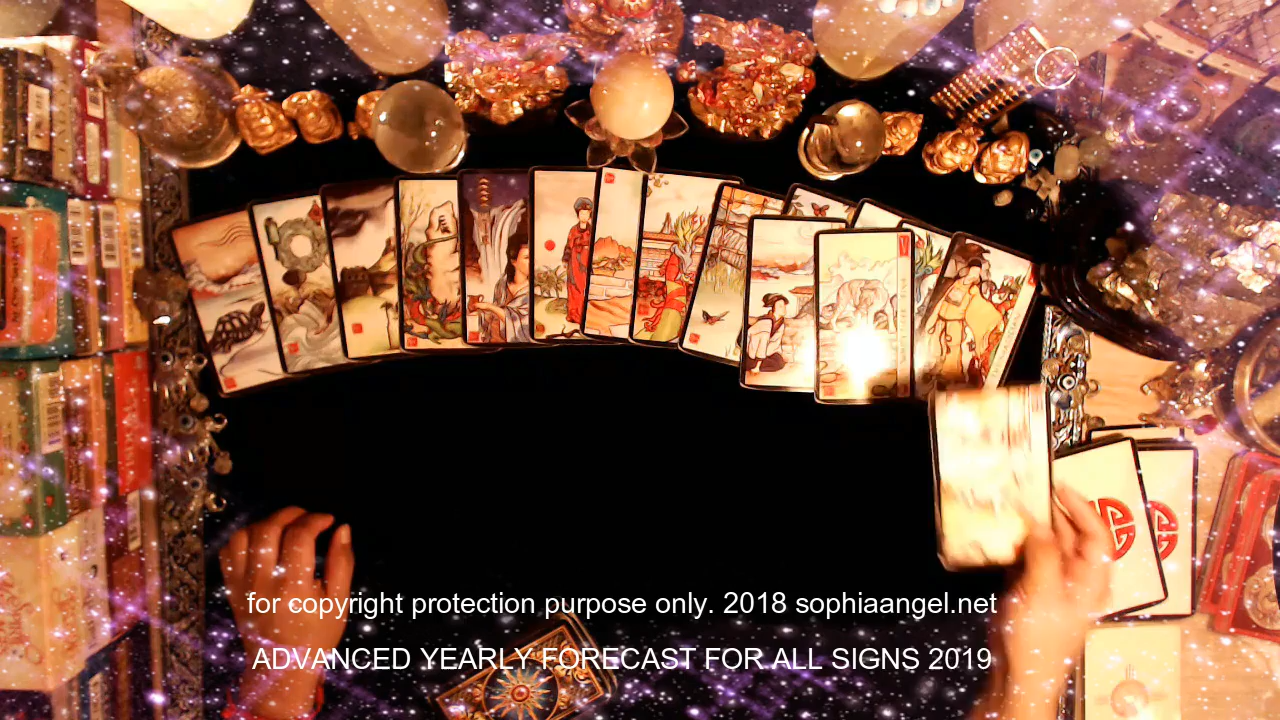 for copyright protection purpose only. 2018 sophiaangel.net
ADVANCED YEARLY FORECAST FOR ALL SIGNS 2019